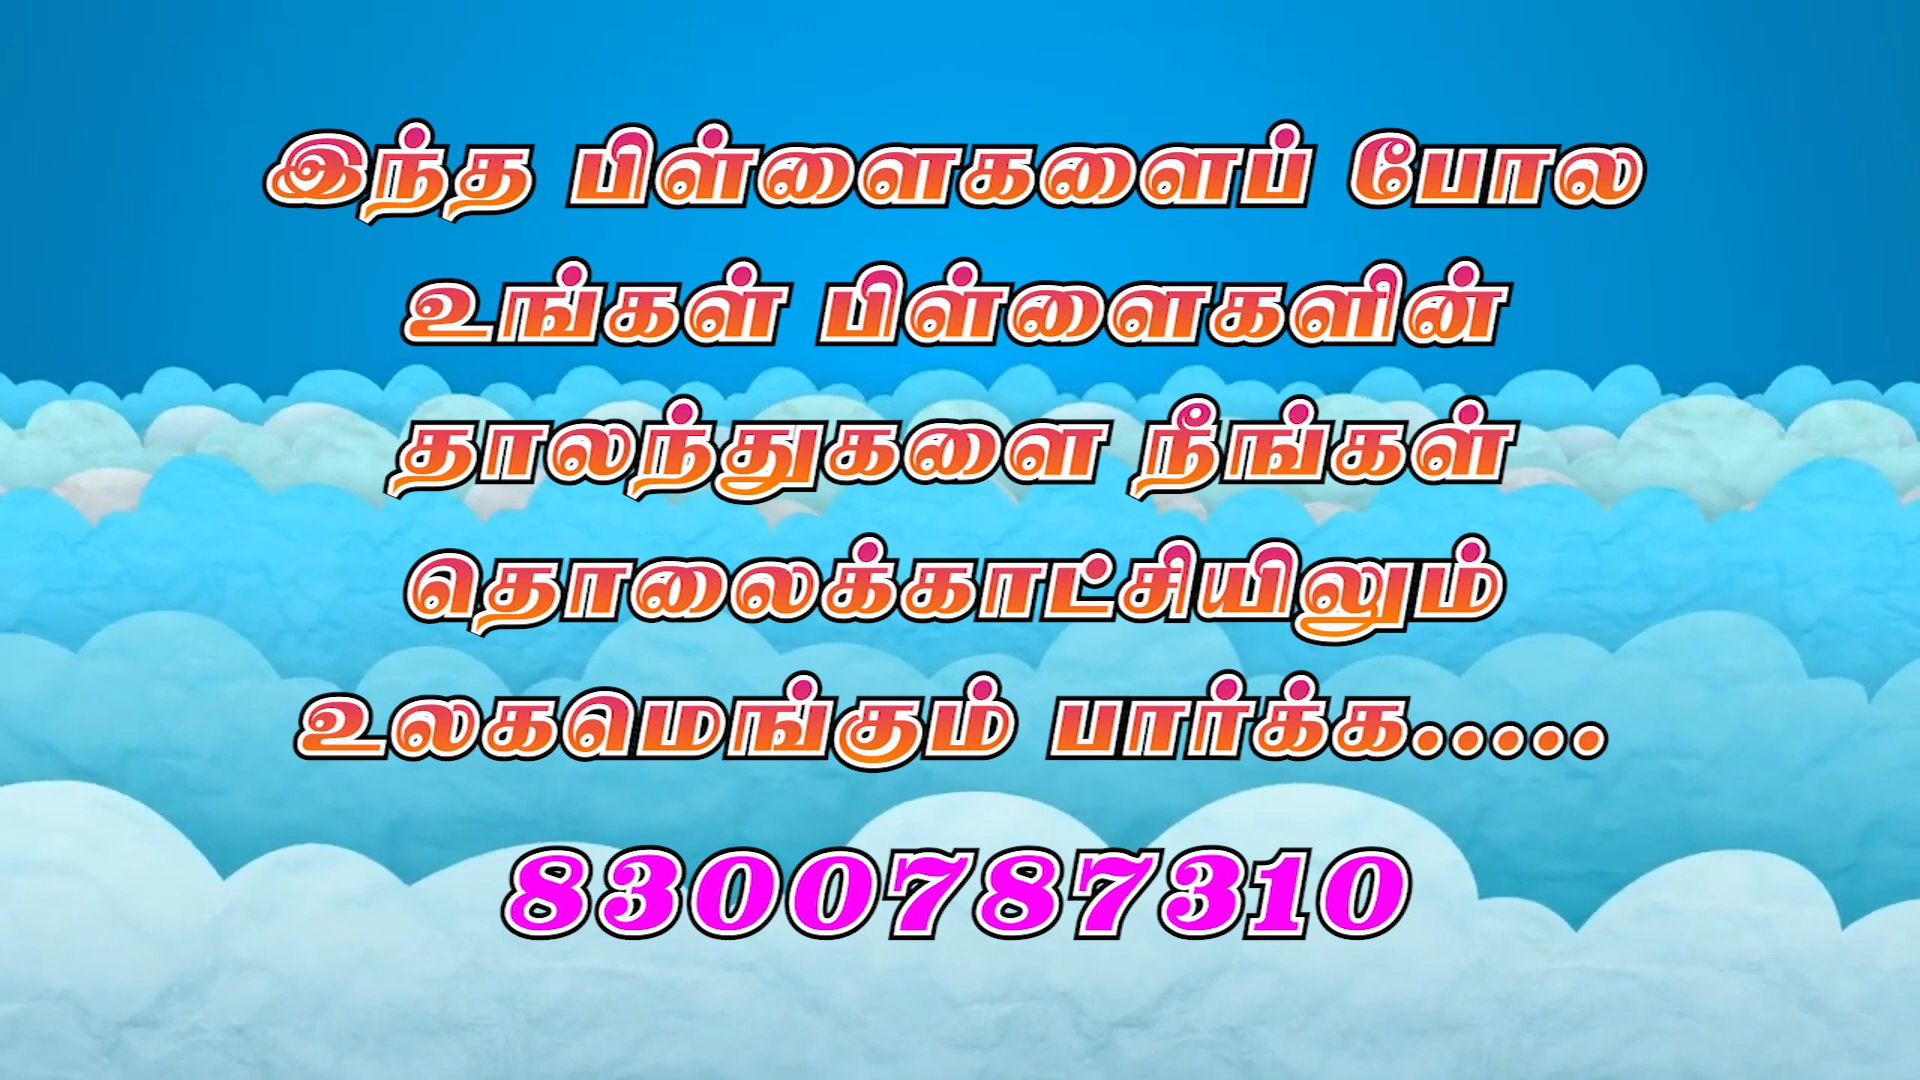 இந்த பிள்ளைகளைப் போல
உங்கள் பிள்ளைகளின்
தாலந்துகளை நீங்கள்
தொலைக்காட்சியிலும்
உலகமெங்கும் பார்க்க.....
8300787310